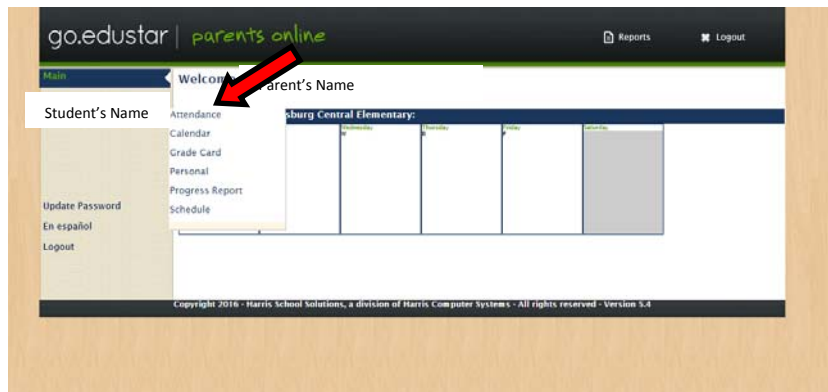 go.edustar | parents online
Reports
Logout
Main
Parent's Name
Student's Name
Attendance
sburg Central Elementary:
Calendar
Wednesday
Thursday
Friday
Saturday
W
R
F
Grade Card
Personal
Progress Report
Schedule
Update Password
En español
Logout
Copyright 2016 - Harris School Solutions, a division of Harris Computer Systems - All rights reserved - Version 5.4